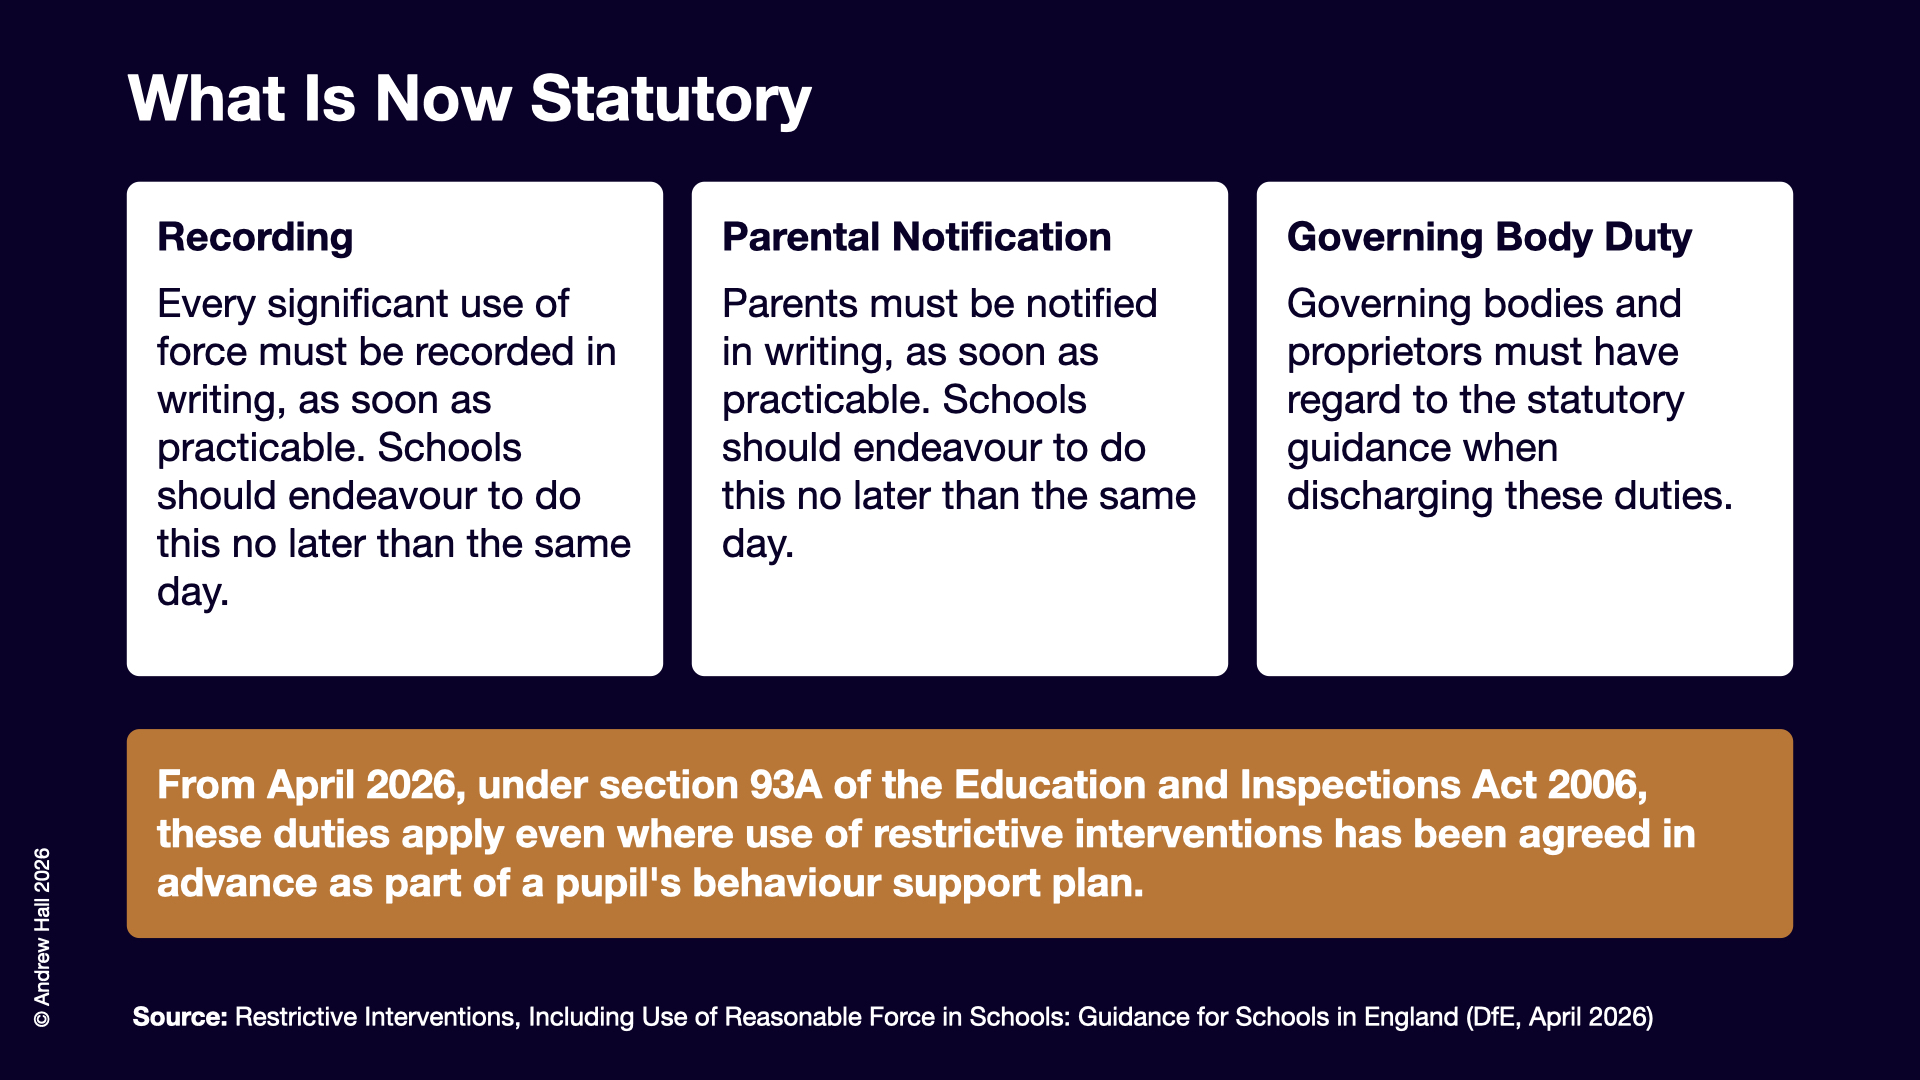 What Is Now Statutory
Recording
Every significant use of
force must be recorded in
writing, as soon as
practicable. Schools
should endeavour to do
this no later than the same
day.
Parental Notification
Parents must be notified
in writing, as soon as
practicable. Schools
should endeavour to do
this no later than the same
day.
Governing Body Duty
Governing bodies and
proprietors must have
regard to the statutory
guidance when
discharging these duties.
From April 2026, under section 93A of the Education and Inspections Act 2006,
these duties apply even where use of restrictive interventions has been agreed in
advance as part of a pupil's behaviour support plan.
Source: Restrictive Interventions, Including Use of Reasonable Force in Schools: Guidance for Schools in England (DfE, April 2026)
© Andrew Hall 2026